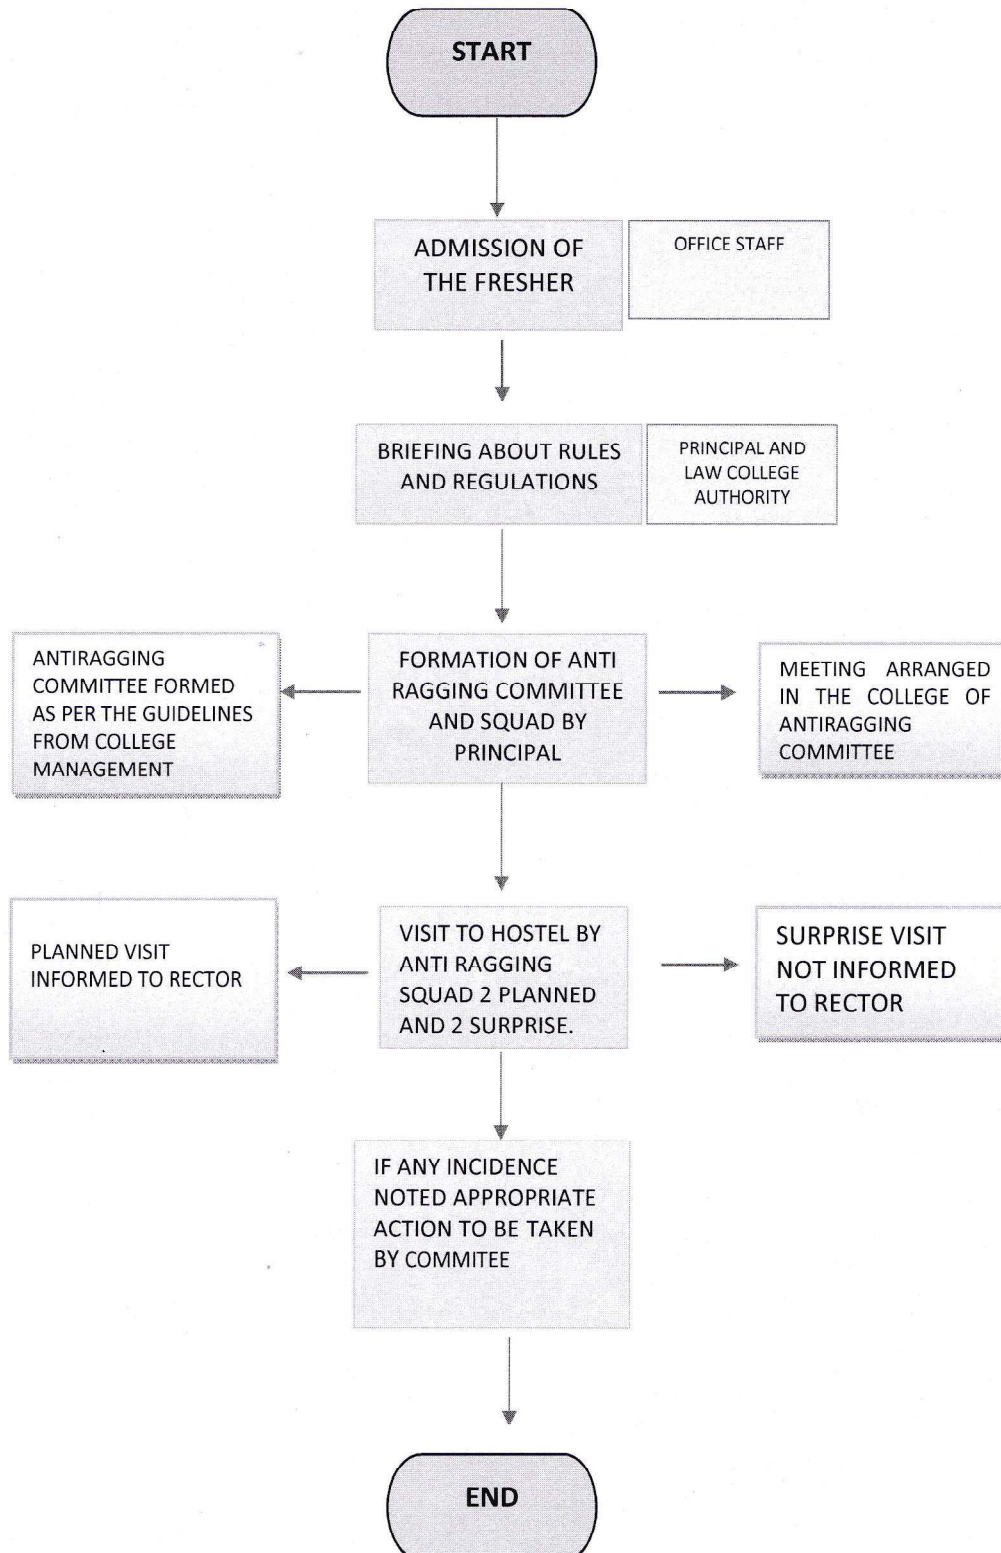 START
ADMISSION OF
THE FRESHER
OFFICE STAFF
BRIEFING ABOUT RULES
AND REGULATIONS
PRINCIPAL AND
LAW COLLEGE
AUTHORITY
ANTIRAGGING
COMMITTEE FORMED
AS PER THE GUIDELINES
FROM COLLEGE
MANAGEMENT
FORMATION OF ANTI
RAGGING COMMITTEE
AND SQUAD BY
PRINCIPAL
MEETING ARRANGED
IN THE COLLEGE OF
ANTIRAGGING
COMMITTEE
PLANNED VISIT
INFORMED TO RECTOR
VISIT TO HOSTEL BY
ANTI RAGGING
SQUAD 2 PLANNED
AND 2 SURPRISE.
SURPRISE VISIT
NOT INFORMED
TO RECTOR
IF ANY INCIDENCE
NOTED APPROPRIATE
ACTION TO BE TAKEN
BY COMMITEE
END